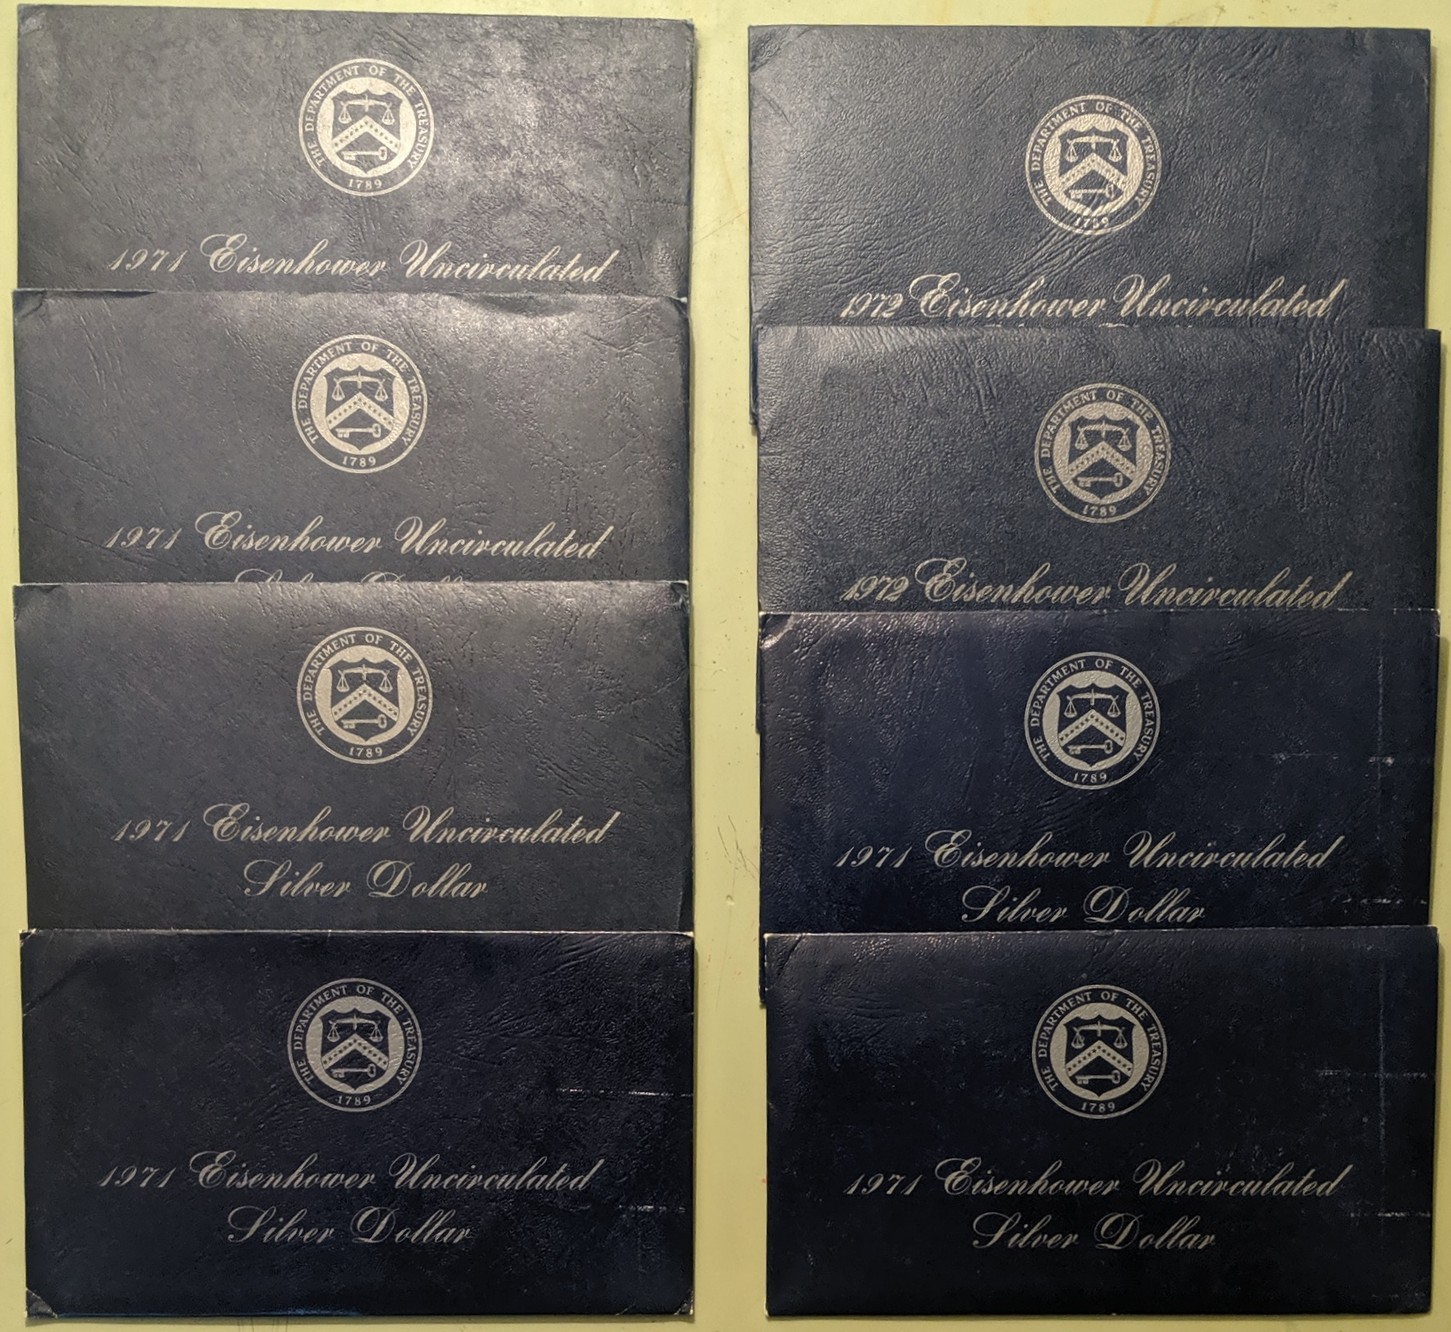 THE DEPARTMENT OF THE TREASURY
1789
1971 Eisenhower Uncirculated
THE DEPARTMENT OF THE TREASURY
1789
1971 Eisenhower Uncirculated
THE DEPARTMENT OF THE TREASURY
1789
1971 Eisenhower Uncirculated
Silver Dollar
THE DEPARTMENT OF THE TREASURY
1789
1971 Eisenhower Uncirculated
Silver Dollar
THE DEPARTMENT OF THE TREASURY
1789
1972 Eisenhower Uncirculated
THE DEPARTMENT OF THE TREASURY
1789
1972 Eisenhower Uncirculated
THE DEPARTMENT OF THE TREASURY
1789
1971 Eisenhower Uncirculated
Silver Dollar
THE DEPARTMENT OF THE TREASURY
1789
1971 Eisenhower Uncirculated
Silver Dollar